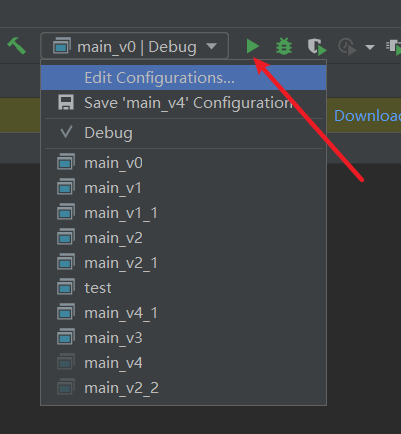 main_v0 | Debug
Edit Configurations...
Save 'main_v4' Configuration
Download
Debug
main_v0
main_v1
main_v1_1
main_v2
main_v2_1
test
main_v4_1
main_v3
main_v4
main_v2_2